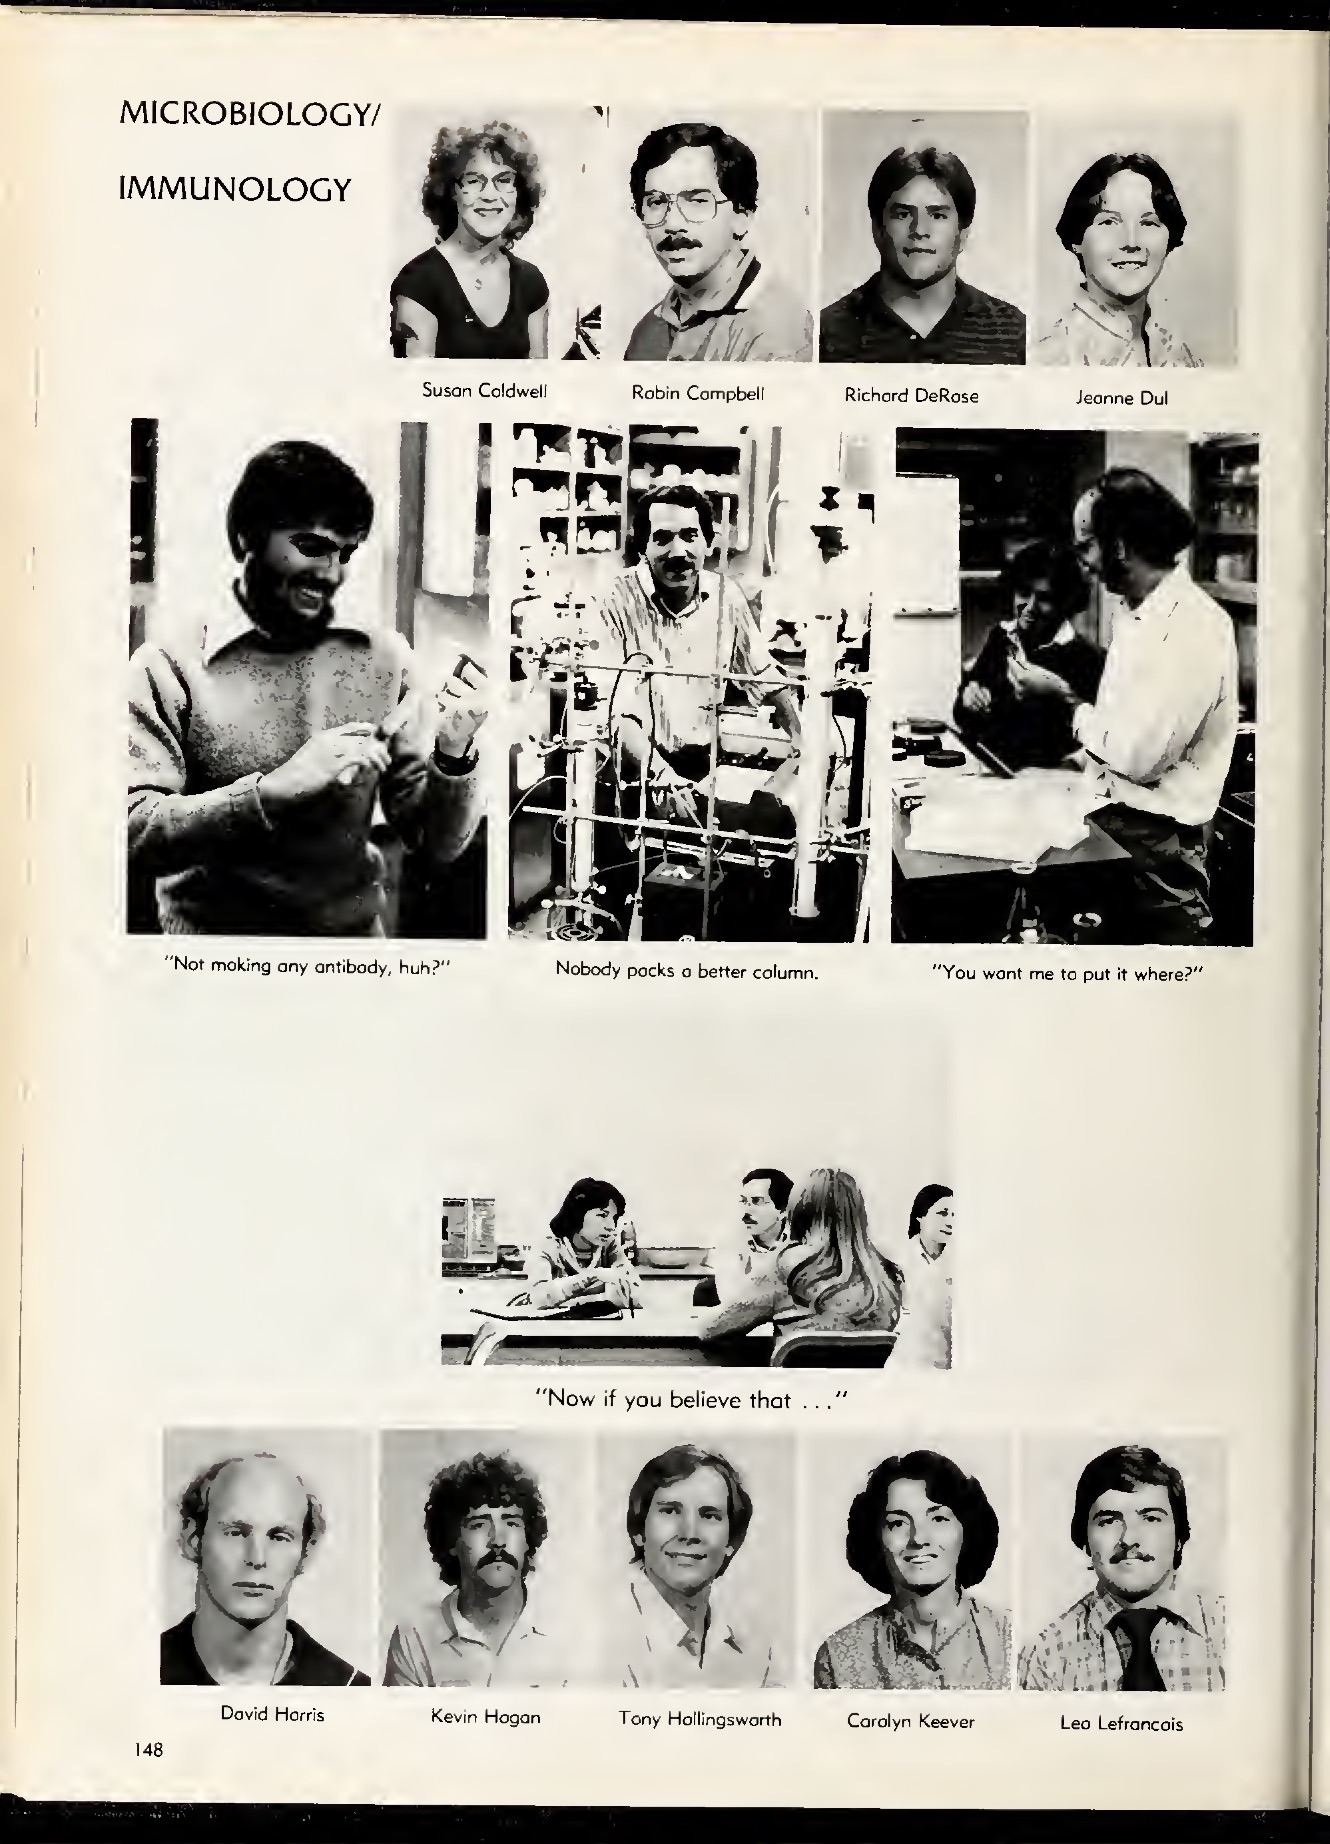 MICROBIOLOGY/
IMMUNOLOGY
Susan Caldwell
Robin Campbell
Richard DeRose
Jeanne Dul
"Not making any antibody, huh?"
Nobody packs a better column.
"You want me to put it where?"
"Now if you believe that . . ."
David Harris
Kevin Hogan
Tony Hollingsworth
Carolyn Keever
Leo Lefrancois
148